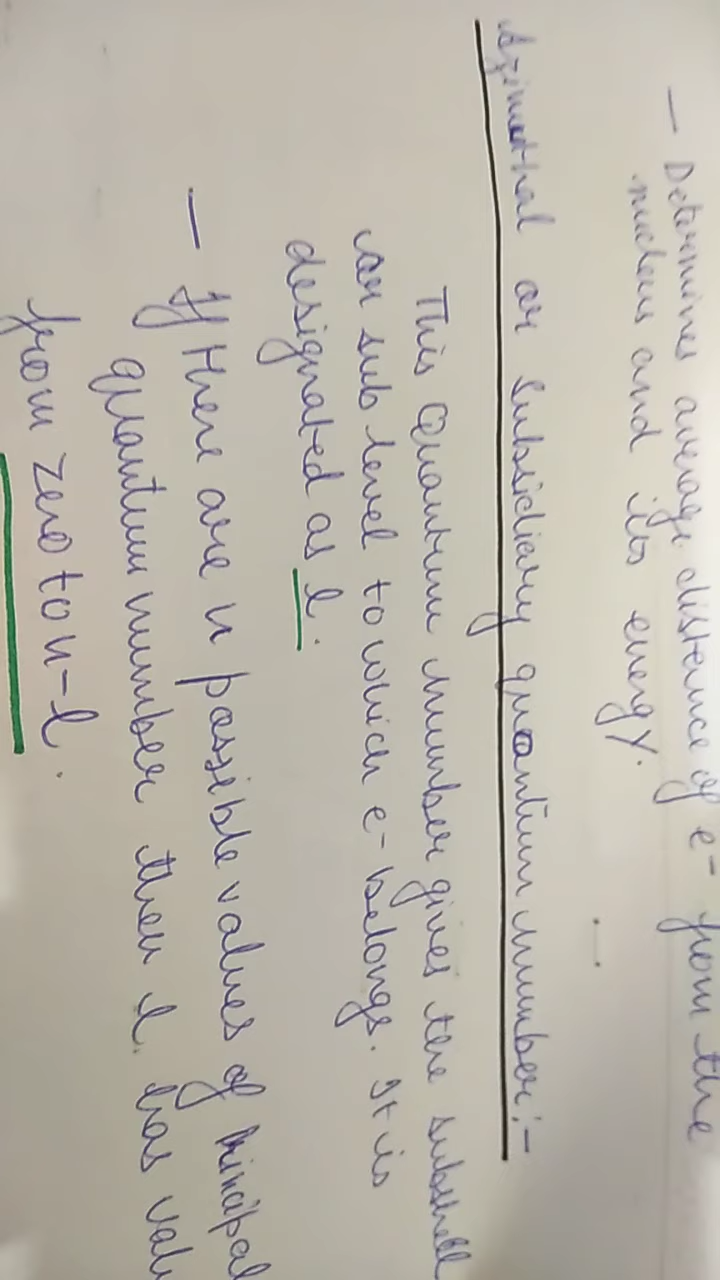 — Determines average distance of e⁻ from the
nucleus and its energy.
Azimuthal or subsidiary quantum number:-
This Quantum number gives the subshell
or sub level to which e- belongs. It is
designated as l.
— If there are n possible values of Principal
quantum number then l. has valu
from zero to n-l.